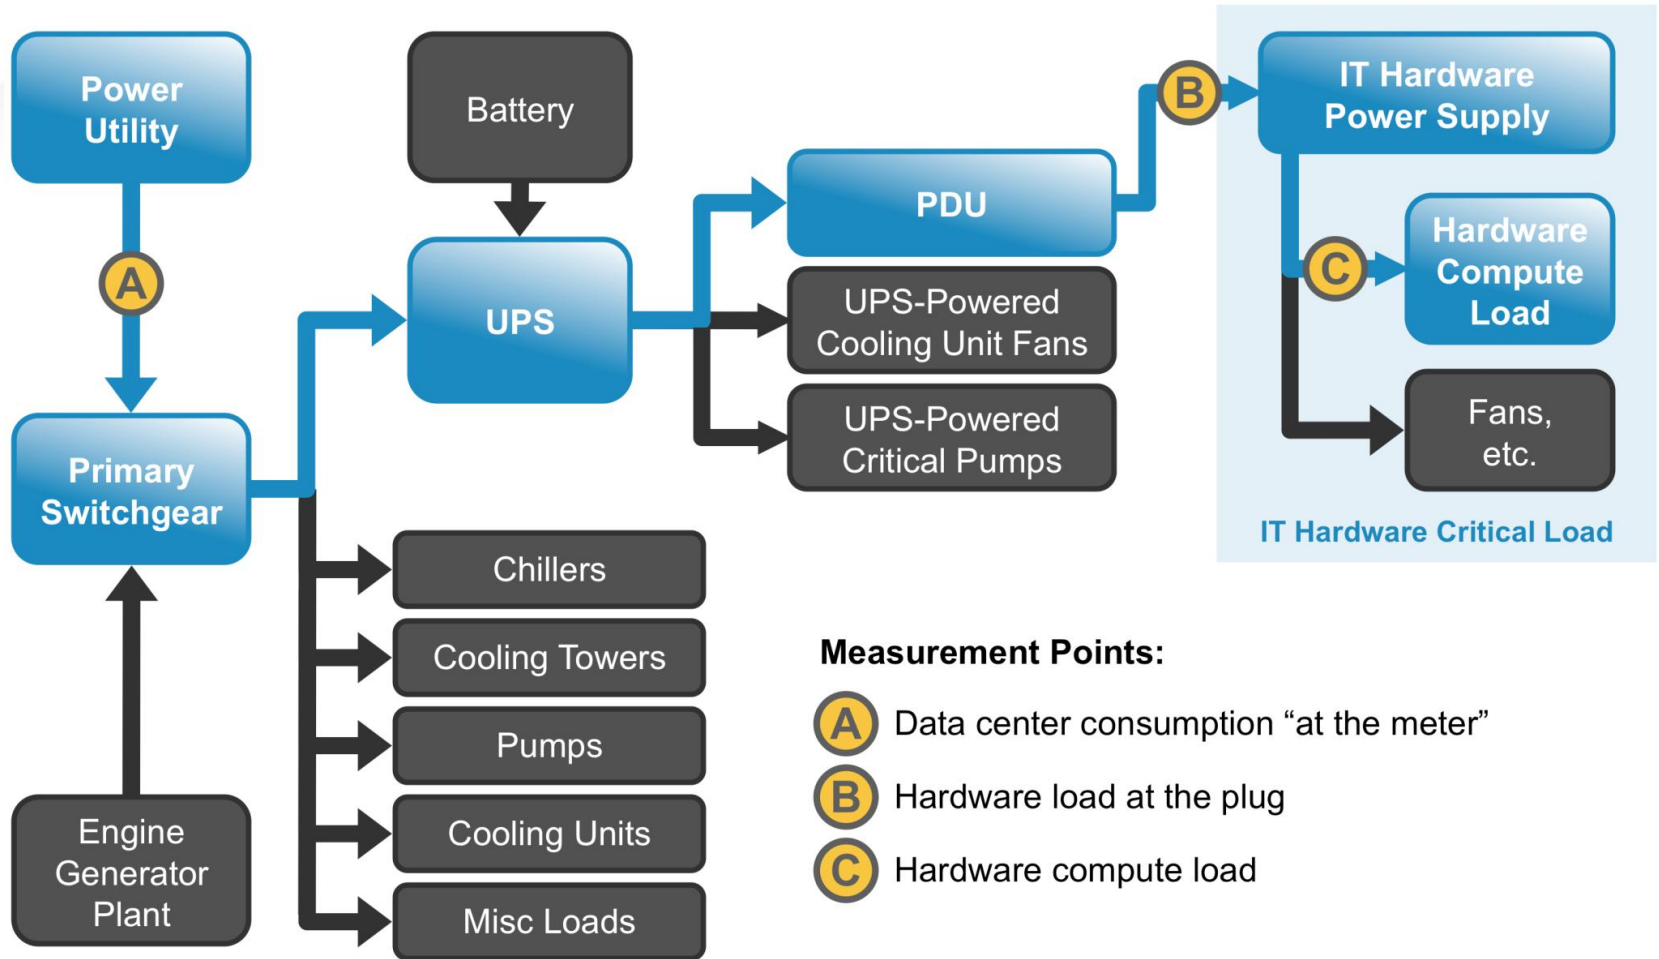 Power
Utility
Battery
B
IT Hardware
Power Supply
PDU
Hardware
Compute
Load
A
C
UPS
UPS-Powered
Cooling Unit Fans
UPS-Powered
Critical Pumps
Fans,
etc.
Primary
Switchgear
IT Hardware Critical Load
Chillers
Cooling Towers
Pumps
Cooling Units
Misc Loads
Engine
Generator
Plant
Measurement Points:
A Data center consumption “at the meter”
B Hardware load at the plug
C Hardware compute load